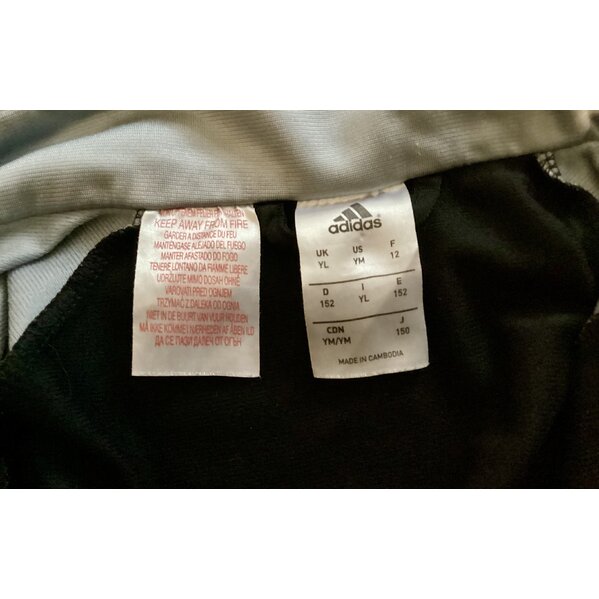 KEEP AWAY FROM FIRE
GARDER A DISTANCE DU FEU
MANTENGASE ALEJADO DEL FUEGO
MANTER AFASTADO DO FOGO
TENERE LONTANO DA FIAMME LIBERE
UDRŽUJTE MIMO DOSAH OHNĚ
VAROVATI PRED OGNJEM
TRZYMAĆ Z DALEKA OD OGNIA
NIET IN DE BUURT VAN VUUR HOUDEN
MÅ IKKE KOMME I NÆRHEDEN AF ÅBEN ILD
ДА СЕ ПАЗИ ДАЛЕЧ ОТ ОГЪН
adidas
UK US F
YL YM 12
D I E
152 YL 152
CDN J
YM/YM 150
MADE IN CAMBODIA